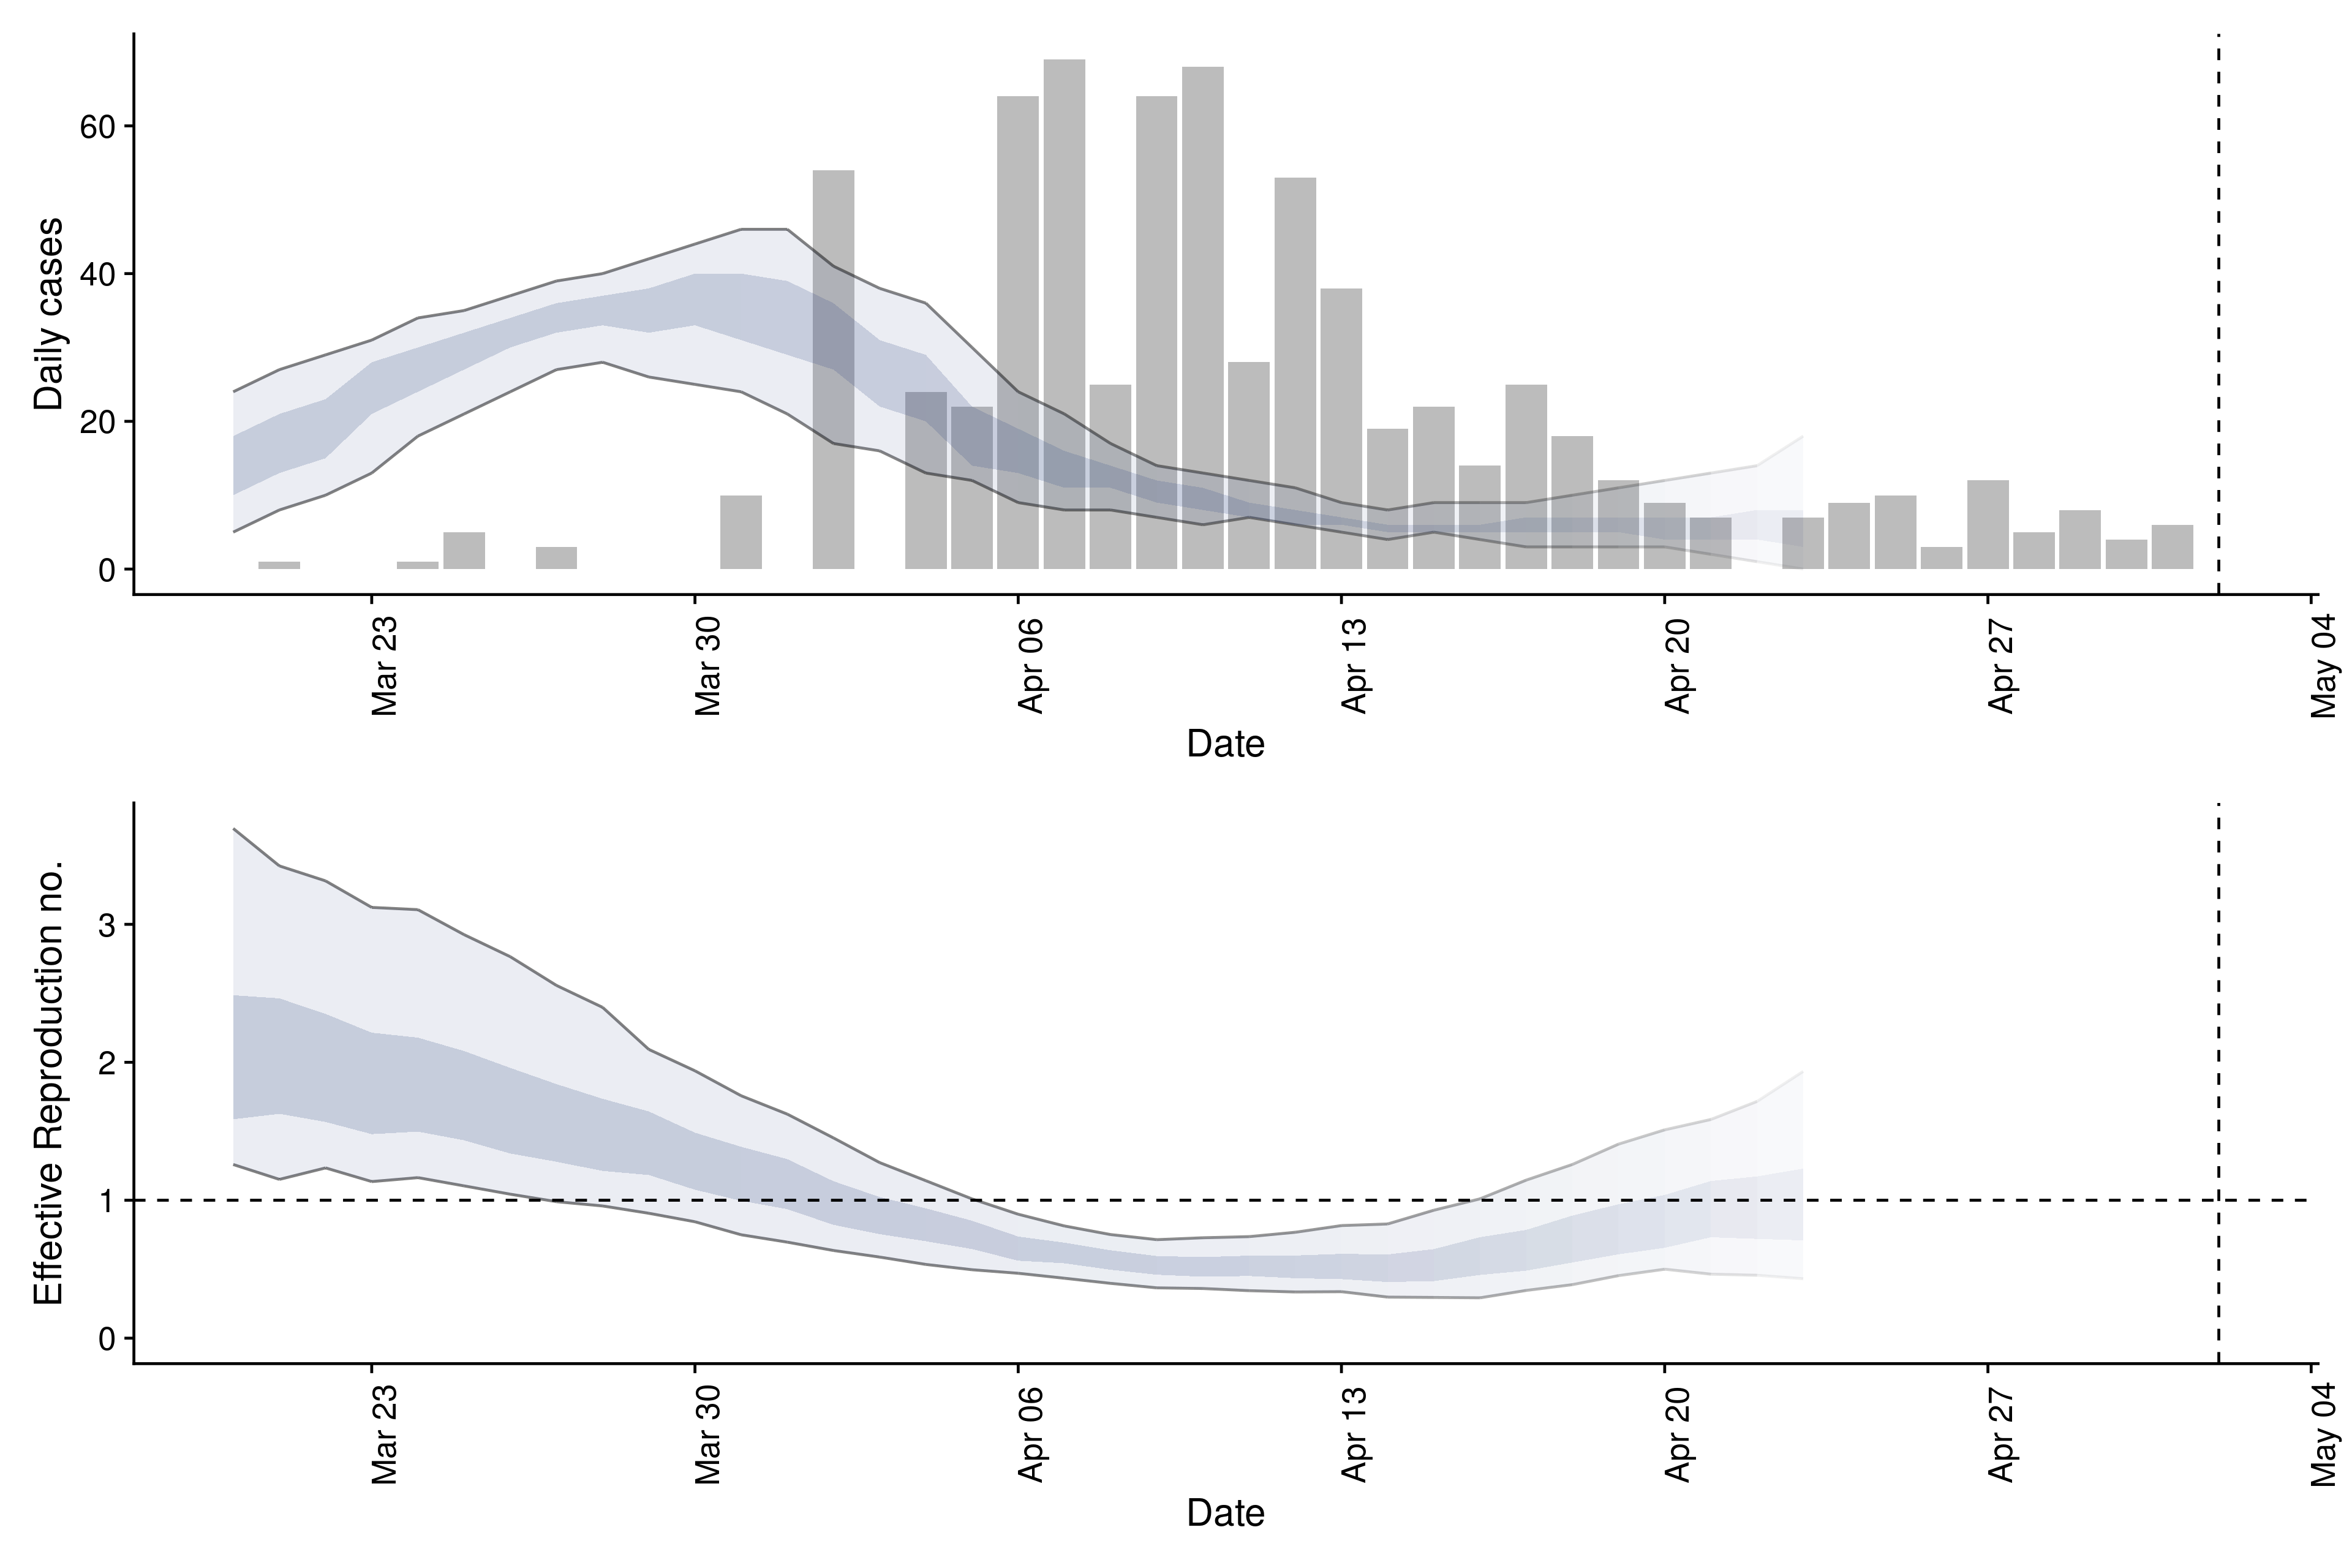 Daily cases
60
40
20
0
Mar 23
Mar 30
Apr 06
Apr 13
Apr 20
Apr 27
May 04
Date
Effective Reproduction no.
3
2
1
0
Mar 23
Mar 30
Apr 06
Apr 13
Apr 20
Apr 27
May 04
Date